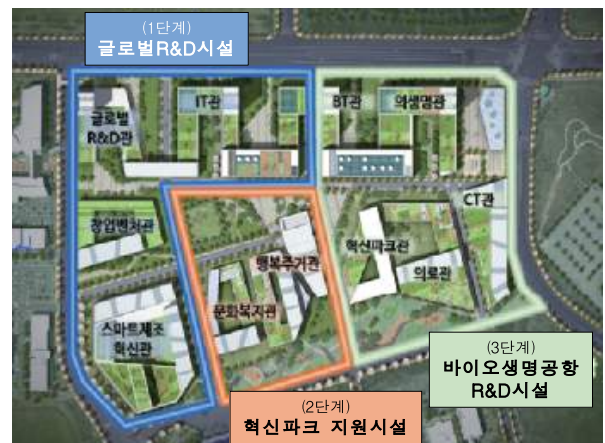 (1단계)
글로벌R&D시설
글로벌
R&D관
IT관
BT관
의생명관
창업벤처관
CT관
행복주거관
혁신파크관
의료관
문화복지관
스마트제조
혁신관
(2단계)
혁신파크 지원시설
(3단계)
바이오생명공항
R&D시설